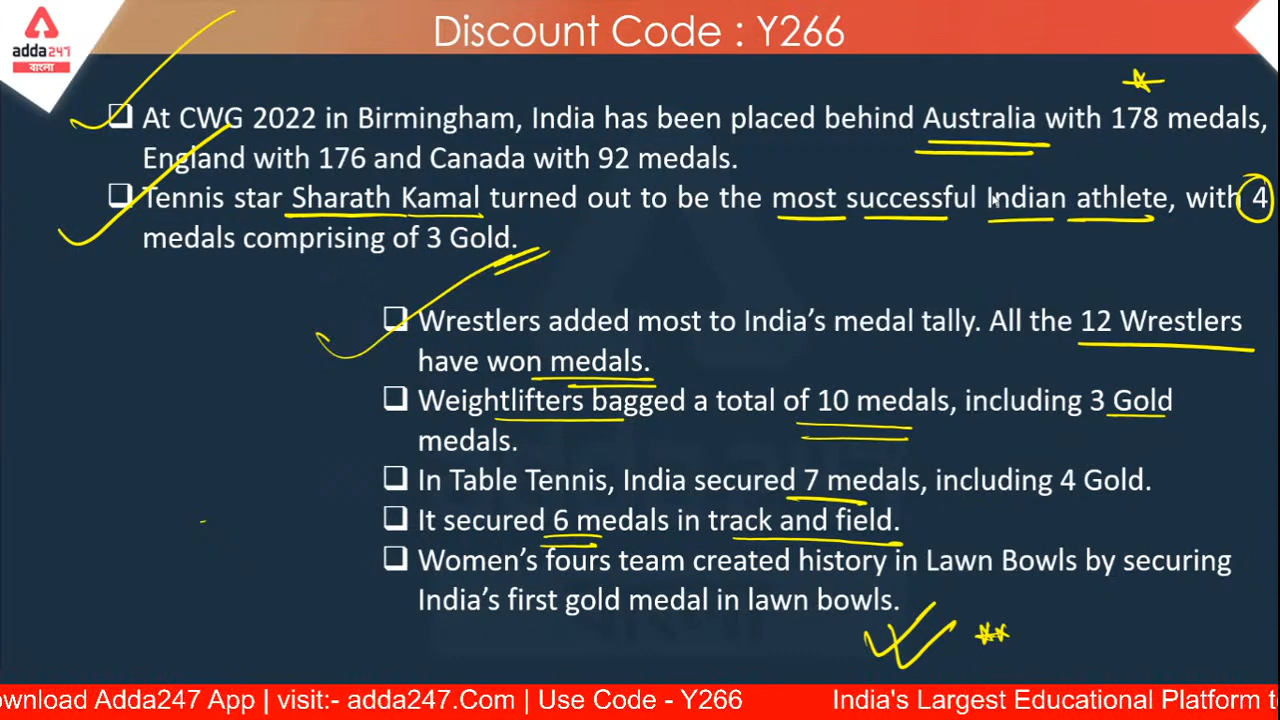 adda247
বাংলা
Discount Code : Y266
❑ At CWG 2022 in Birmingham, India has been placed behind Australia with 178 medals,
England with 176 and Canada with 92 medals.
❑ Tennis star Sharath Kamal turned out to be the most successful Indian athlete, with 4
medals comprising of 3 Gold.
❑ Wrestlers added most to India’s medal tally. All the 12 Wrestlers
have won medals.
❑ Weightlifters bagged a total of 10 medals, including 3 Gold
medals.
❑ In Table Tennis, India secured 7 medals, including 4 Gold.
❑ It secured 6 medals in track and field.
❑ Women’s fours team created history in Lawn Bowls by securing
India’s first gold medal in lawn bowls.
ownload Adda247 App | visit:- adda247.Com | Use Code - Y266 India's Largest Educational Platform t